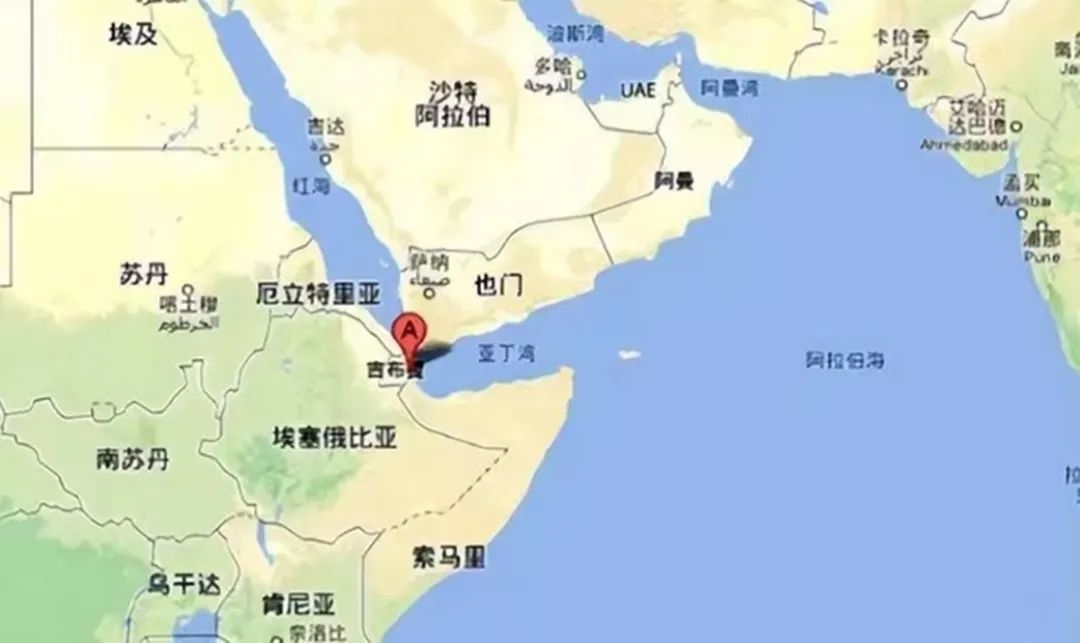 埃及
波斯湾
多哈
الدوحة
UAE
阿曼湾
卡拉奇
كراچى
Karachi
沙特
阿拉伯
吉达
جدة
艾哈迈
达巴德
Ahmedabad
红海
阿曼
孟买
Mumbai
浦那
Pune
苏丹
喀土穆
الخرطوم
厄立特里亚
萨纳
صنعاء
也门
A
吉布
亚丁湾
阿拉伯海
埃塞俄比亚
南苏丹
索马里
乌干达
肯尼亚
奈洛比